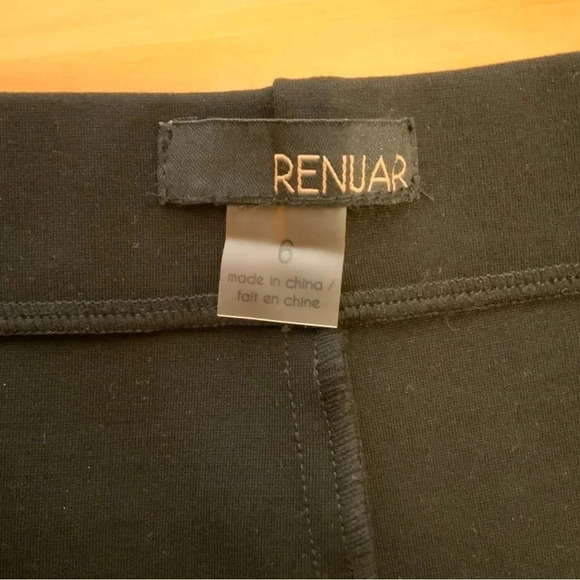 RENUAR
6
made in china /
fait en chine